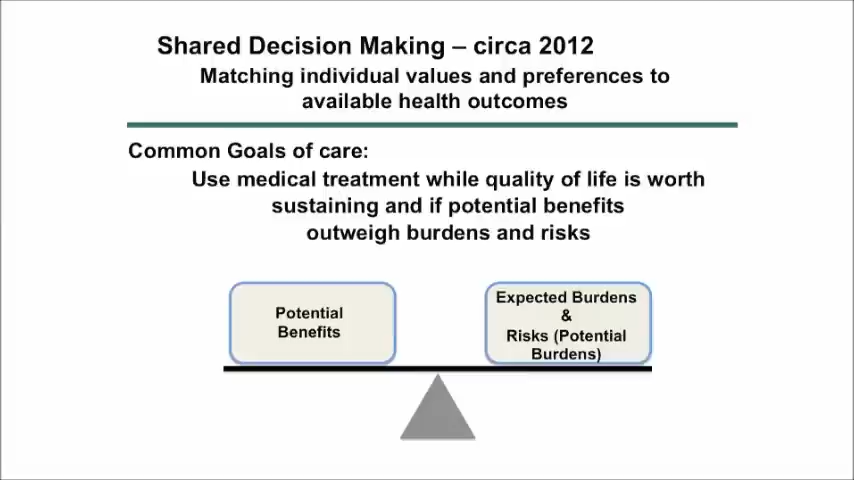 Shared Decision Making – circa 2012
Matching individual values and preferences to
available health outcomes
Common Goals of care:
Use medical treatment while quality of life is worth
sustaining and if potential benefits
outweigh burdens and risks
Potential
Benefits
Expected Burdens
&
Risks (Potential
Burdens)